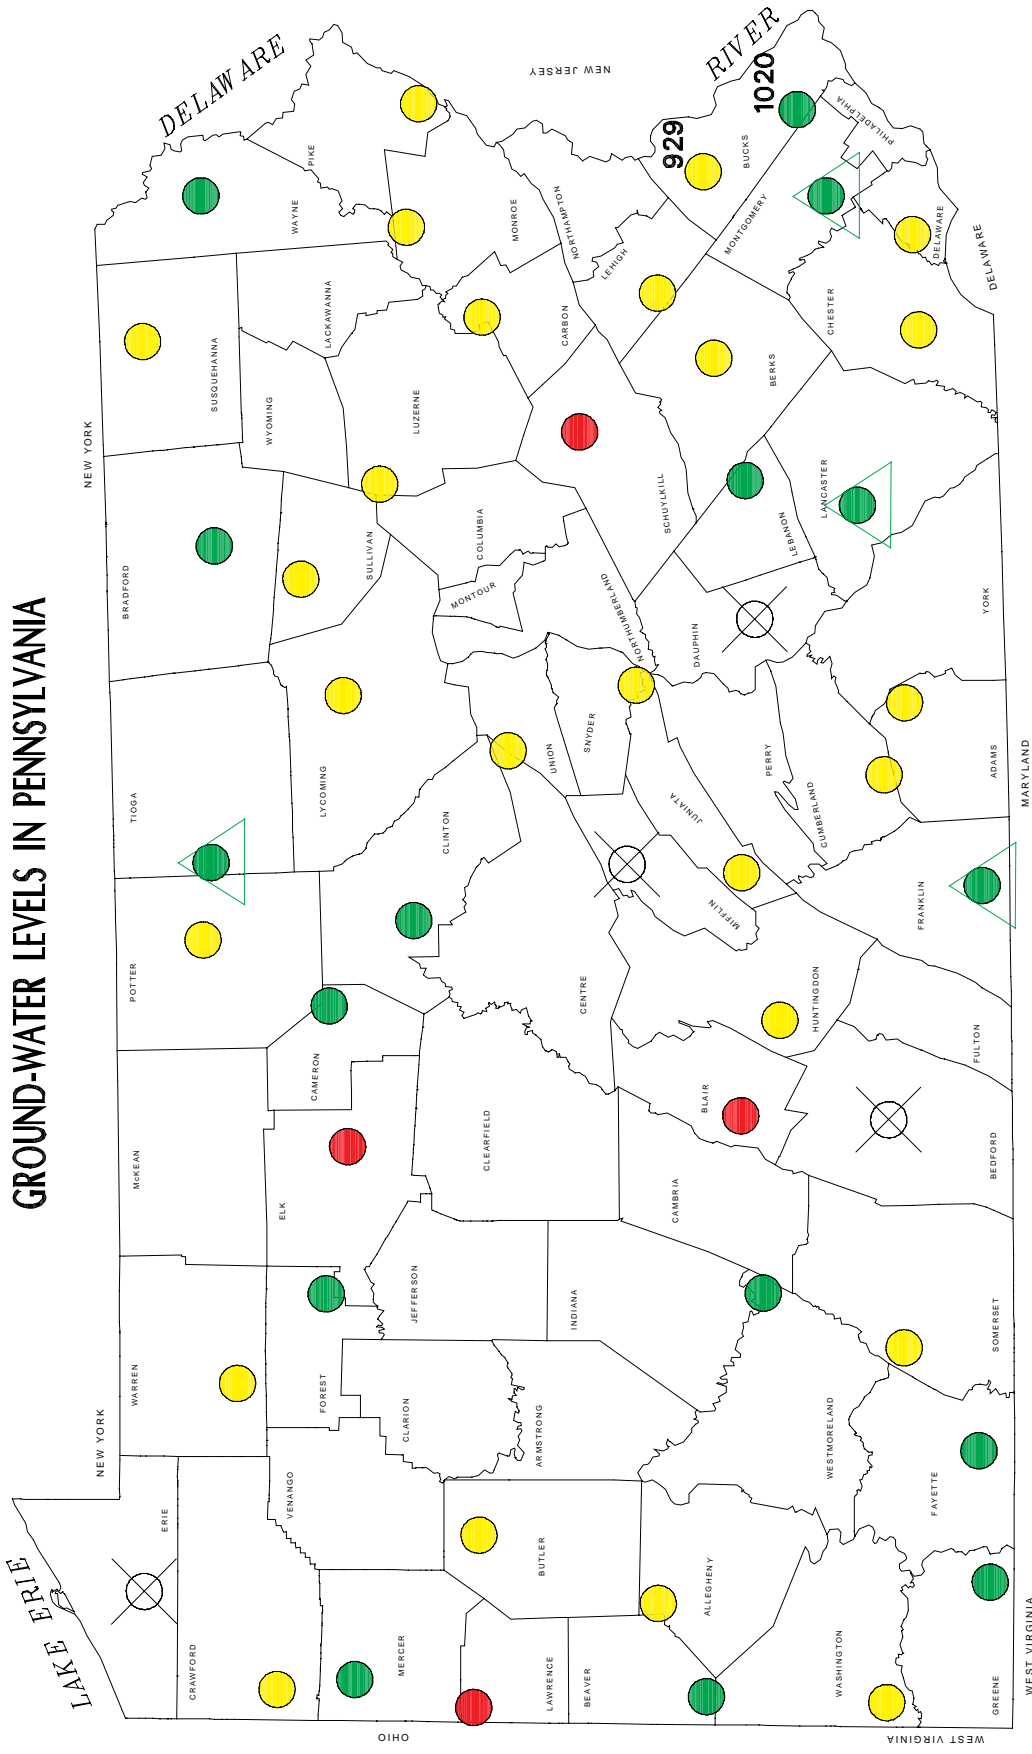 GROUND-WATER LEVELS IN PENNSYLVANIA
LAKE ERIE
NEW YORK
NEW YORK
DELAWARE
RIVER
NEW JERSEY
DELAWARE
MARYLAND
WEST VIRGINIA
WEST VIRGINIA
OHIO
929
1020
ERIE
CRAWFORD
WARREN
McKEAN
POTTER
TIOGA
BRADFORD
SUSQUEHANNA
WAYNE
PIKE
WYOMING
LACKAWANNA
MERCER
VENANGO
FOREST
ELK
CAMERON
CLINTON
LYCOMING
SULLIVAN
LUZERNE
MONROE
COLUMBIA
MONTOUR
CARBON
NORTHAMPTON
LAWRENCE
BUTLER
CLARION
JEFFERSON
CLEARFIELD
CENTRE
UNION
SNYDER
NORTHUMBERLAND
SCHUYLKILL
LEHIGH
BEAVER
ARMSTRONG
INDIANA
CAMBRIA
BLAIR
HUNTINGDON
MIFFLIN
JUNIATA
PERRY
DAUPHIN
LEBANON
BERKS
BUCKS
MONTGOMERY
PHILADELPHIA
ALLEGHENY
WESTMORELAND
CUMBERLAND
LANCASTER
CHESTER
DELAWARE
WASHINGTON
GREENE
FAYETTE
SOMERSET
BEDFORD
FULTON
FRANKLIN
ADAMS
YORK